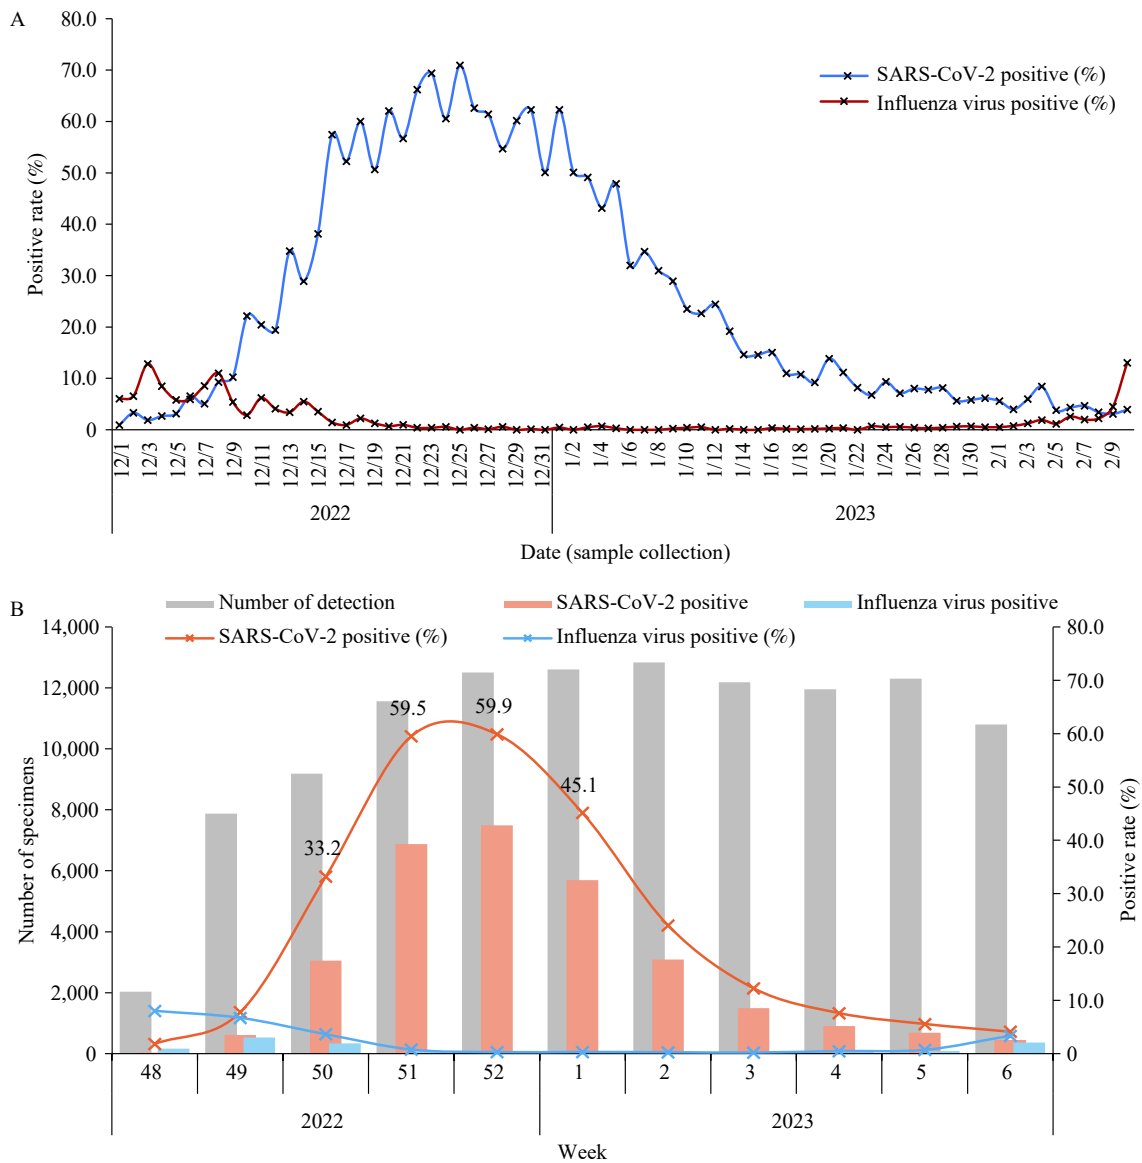 A
80.0
70.0
60.0
50.0
40.0
30.0
20.0
10.0
0
Positive rate (%)
SARS-CoV-2 positive (%)
Influenza virus positive (%)
12/1 12/3 12/5 12/7 12/9 12/11 12/13 12/15 12/17 12/19 12/21 12/23 12/25 12/27 12/29 12/31 1/2 1/4 1/6 1/8 1/10 1/12 1/14 1/16 1/18 1/20 1/22 1/24 1/26 1/28 1/30 2/1 2/3 2/5 2/7 2/9
2022 2023
Date (sample collection)
B
Number of detection SARS-CoV-2 positive Influenza virus positive
SARS-CoV-2 positive (%) Influenza virus positive (%)
14,000
12,000
10,000
8,000
6,000
4,000
2,000
0
Number of specimens
33.2
59.5
59.9
45.1
80.0
70.0
60.0
50.0
40.0
30.0
20.0
10.0
0
Positive rate (%)
48 49 50 51 52 1 2 3 4 5 6
2022 2023
Week